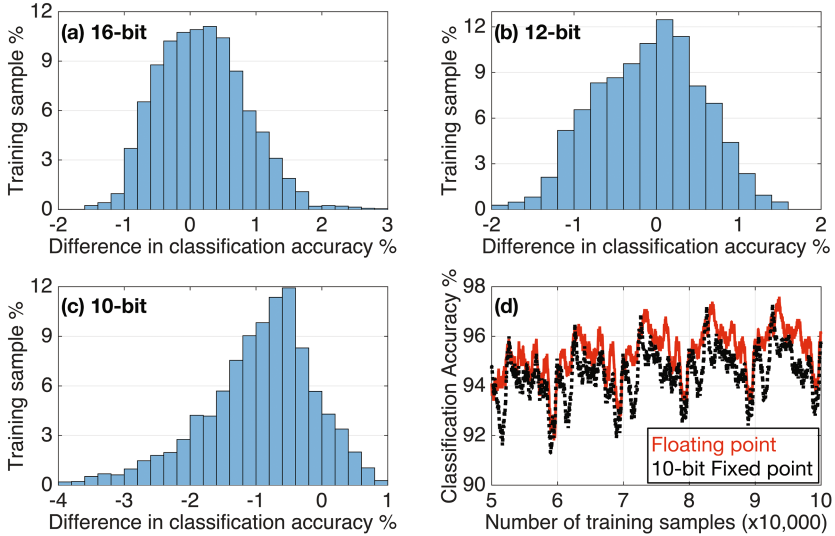 (a) 16-bit
Training sample %
12
9
6
3
0
-2 -1 0 1 2 3
Difference in classification accuracy %
(b) 12-bit
Training sample %
12
9
6
3
0
-2 -1 0 1 2
Difference in classification accuracy %
(c) 10-bit
Training sample %
12
9
6
3
0
-4 -3 -2 -1 0 1
Difference in classification accuracy %
(d)
Classification Accuracy %
98
96
94
92
90
Floating point
10-bit Fixed point
5 6 7 8 9 10
Number of training samples (x10,000)